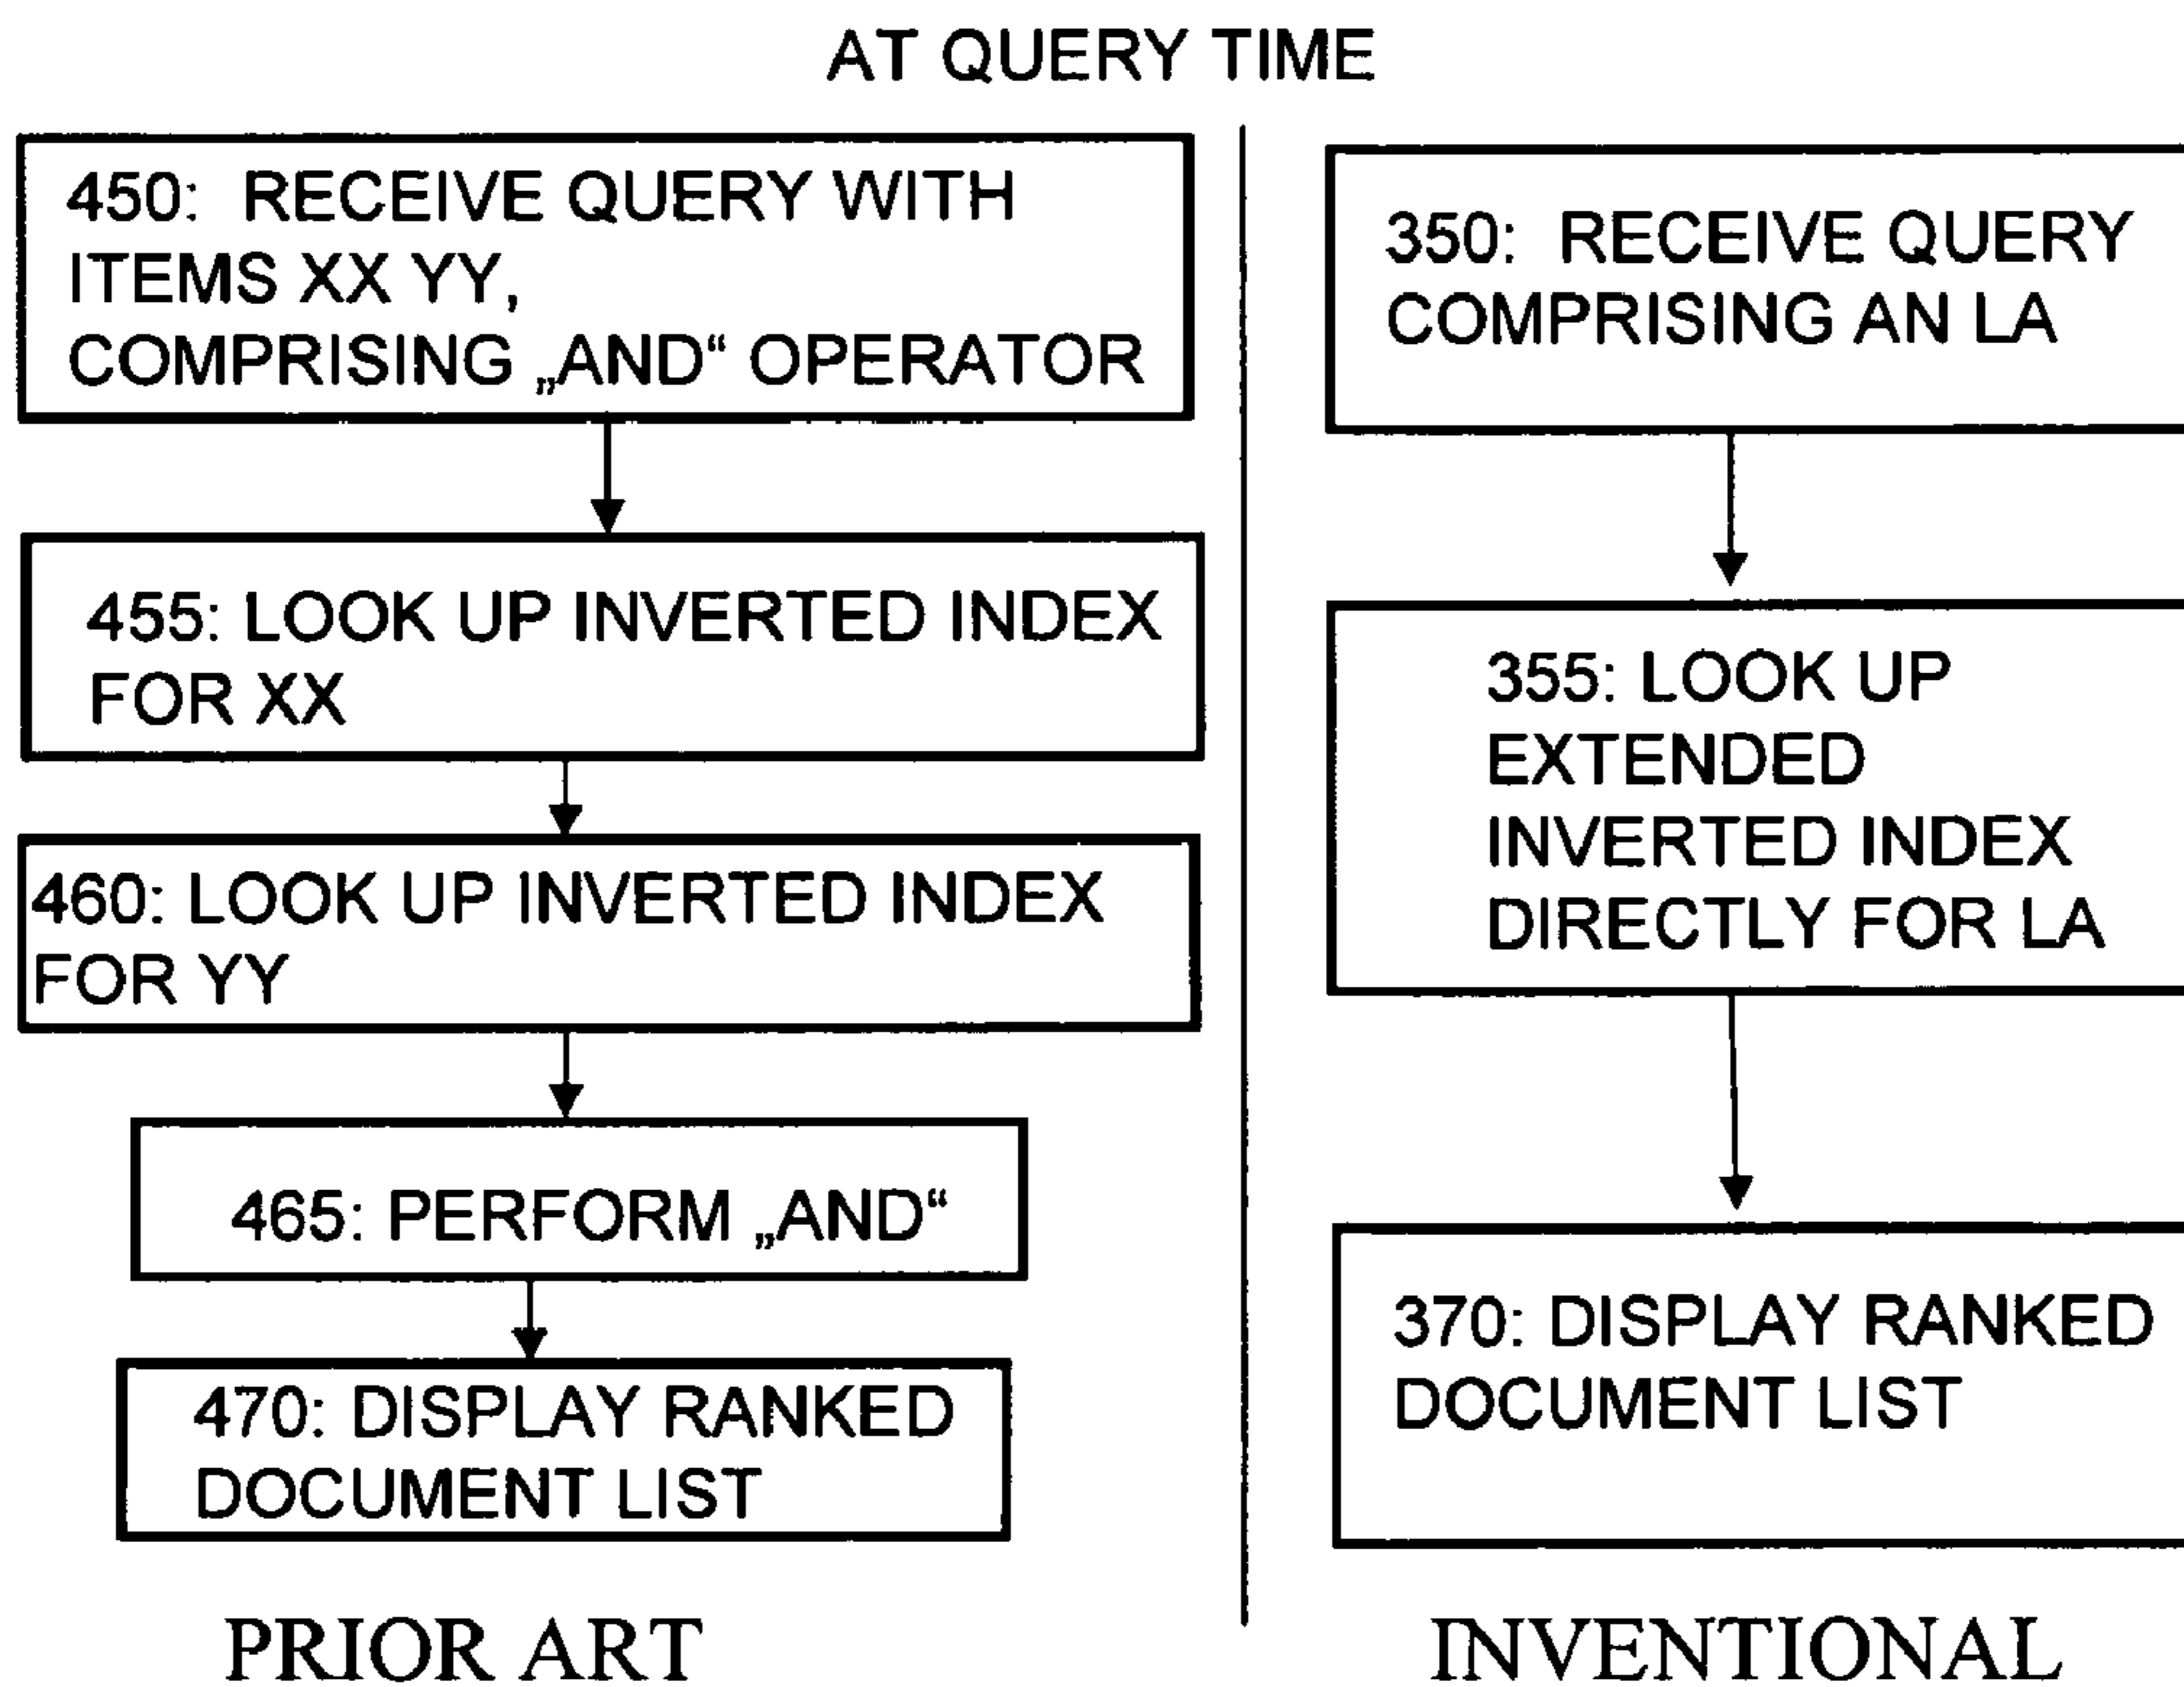 AT QUERY TIME
450: RECEIVE QUERY WITH
ITEMS XX YY,
COMPRISING „AND“ OPERATOR
455: LOOK UP INVERTED INDEX
FOR XX
460: LOOK UP INVERTED INDEX
FOR YY
465: PERFORM „AND“
470: DISPLAY RANKED
DOCUMENT LIST
PRIOR ART
350: RECEIVE QUERY
COMPRISING AN LA
355: LOOK UP
EXTENDED
INVERTED INDEX
DIRECTLY FOR LA
370: DISPLAY RANKED
DOCUMENT LIST
INVENTIONAL